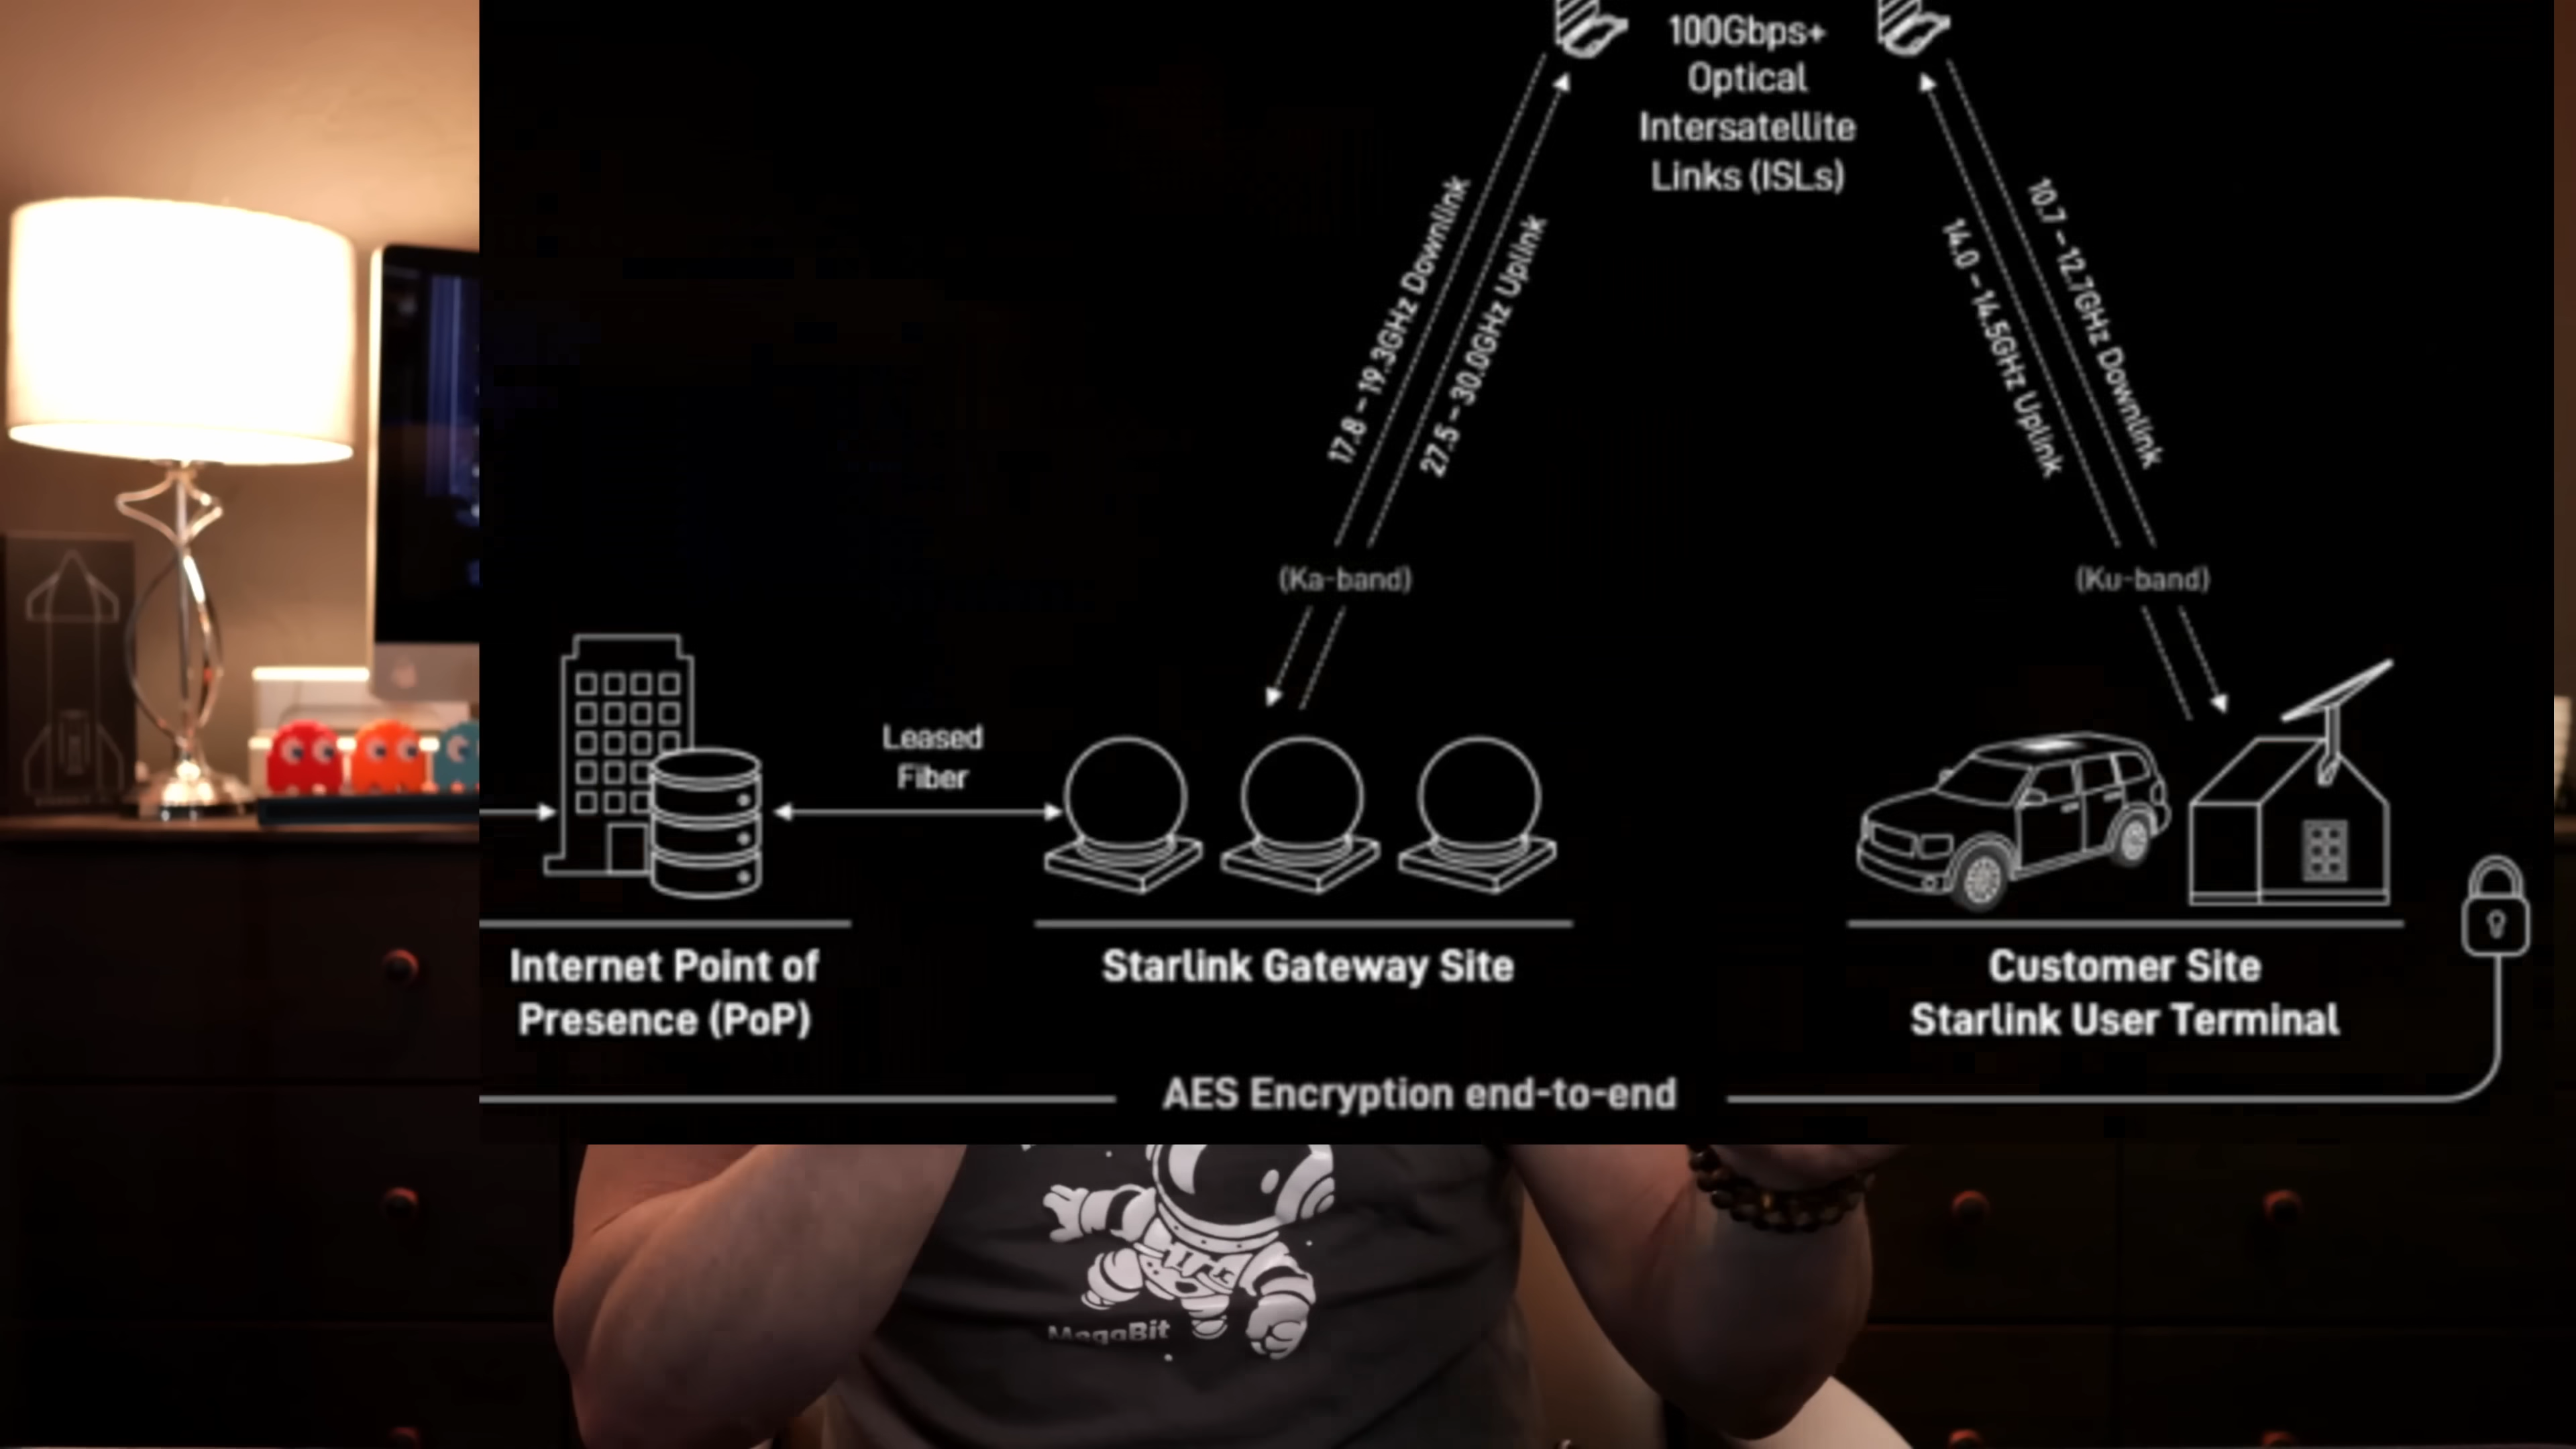 100Gbps+
Optical
Intersatellite
Links (ISLs)
17.8 – 19.3GHz Downlink
27.5 – 30.0GHz Uplink
14.0 – 14.5GHz Uplink
10.7 – 12.7GHz Downlink
(Ka-band)
(Ku-band)
Leased
Fiber
Internet Point of
Presence (PoP)
Starlink Gateway Site
Customer Site
Starlink User Terminal
AES Encryption end-to-end
MegaBit